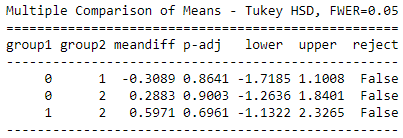 Multiple Comparison of Means - Tukey HSD, FWER=0.05
====================================================
group1 group2 meandiff p-adj lower upper reject
----------------------------------------------------
0 1 -0.3089 0.8641 -1.7185 1.1008 False
0 2 0.2883 0.9003 -1.2636 1.8401 False
1 2 0.5971 0.6961 -1.1322 2.3265 False
----------------------------------------------------